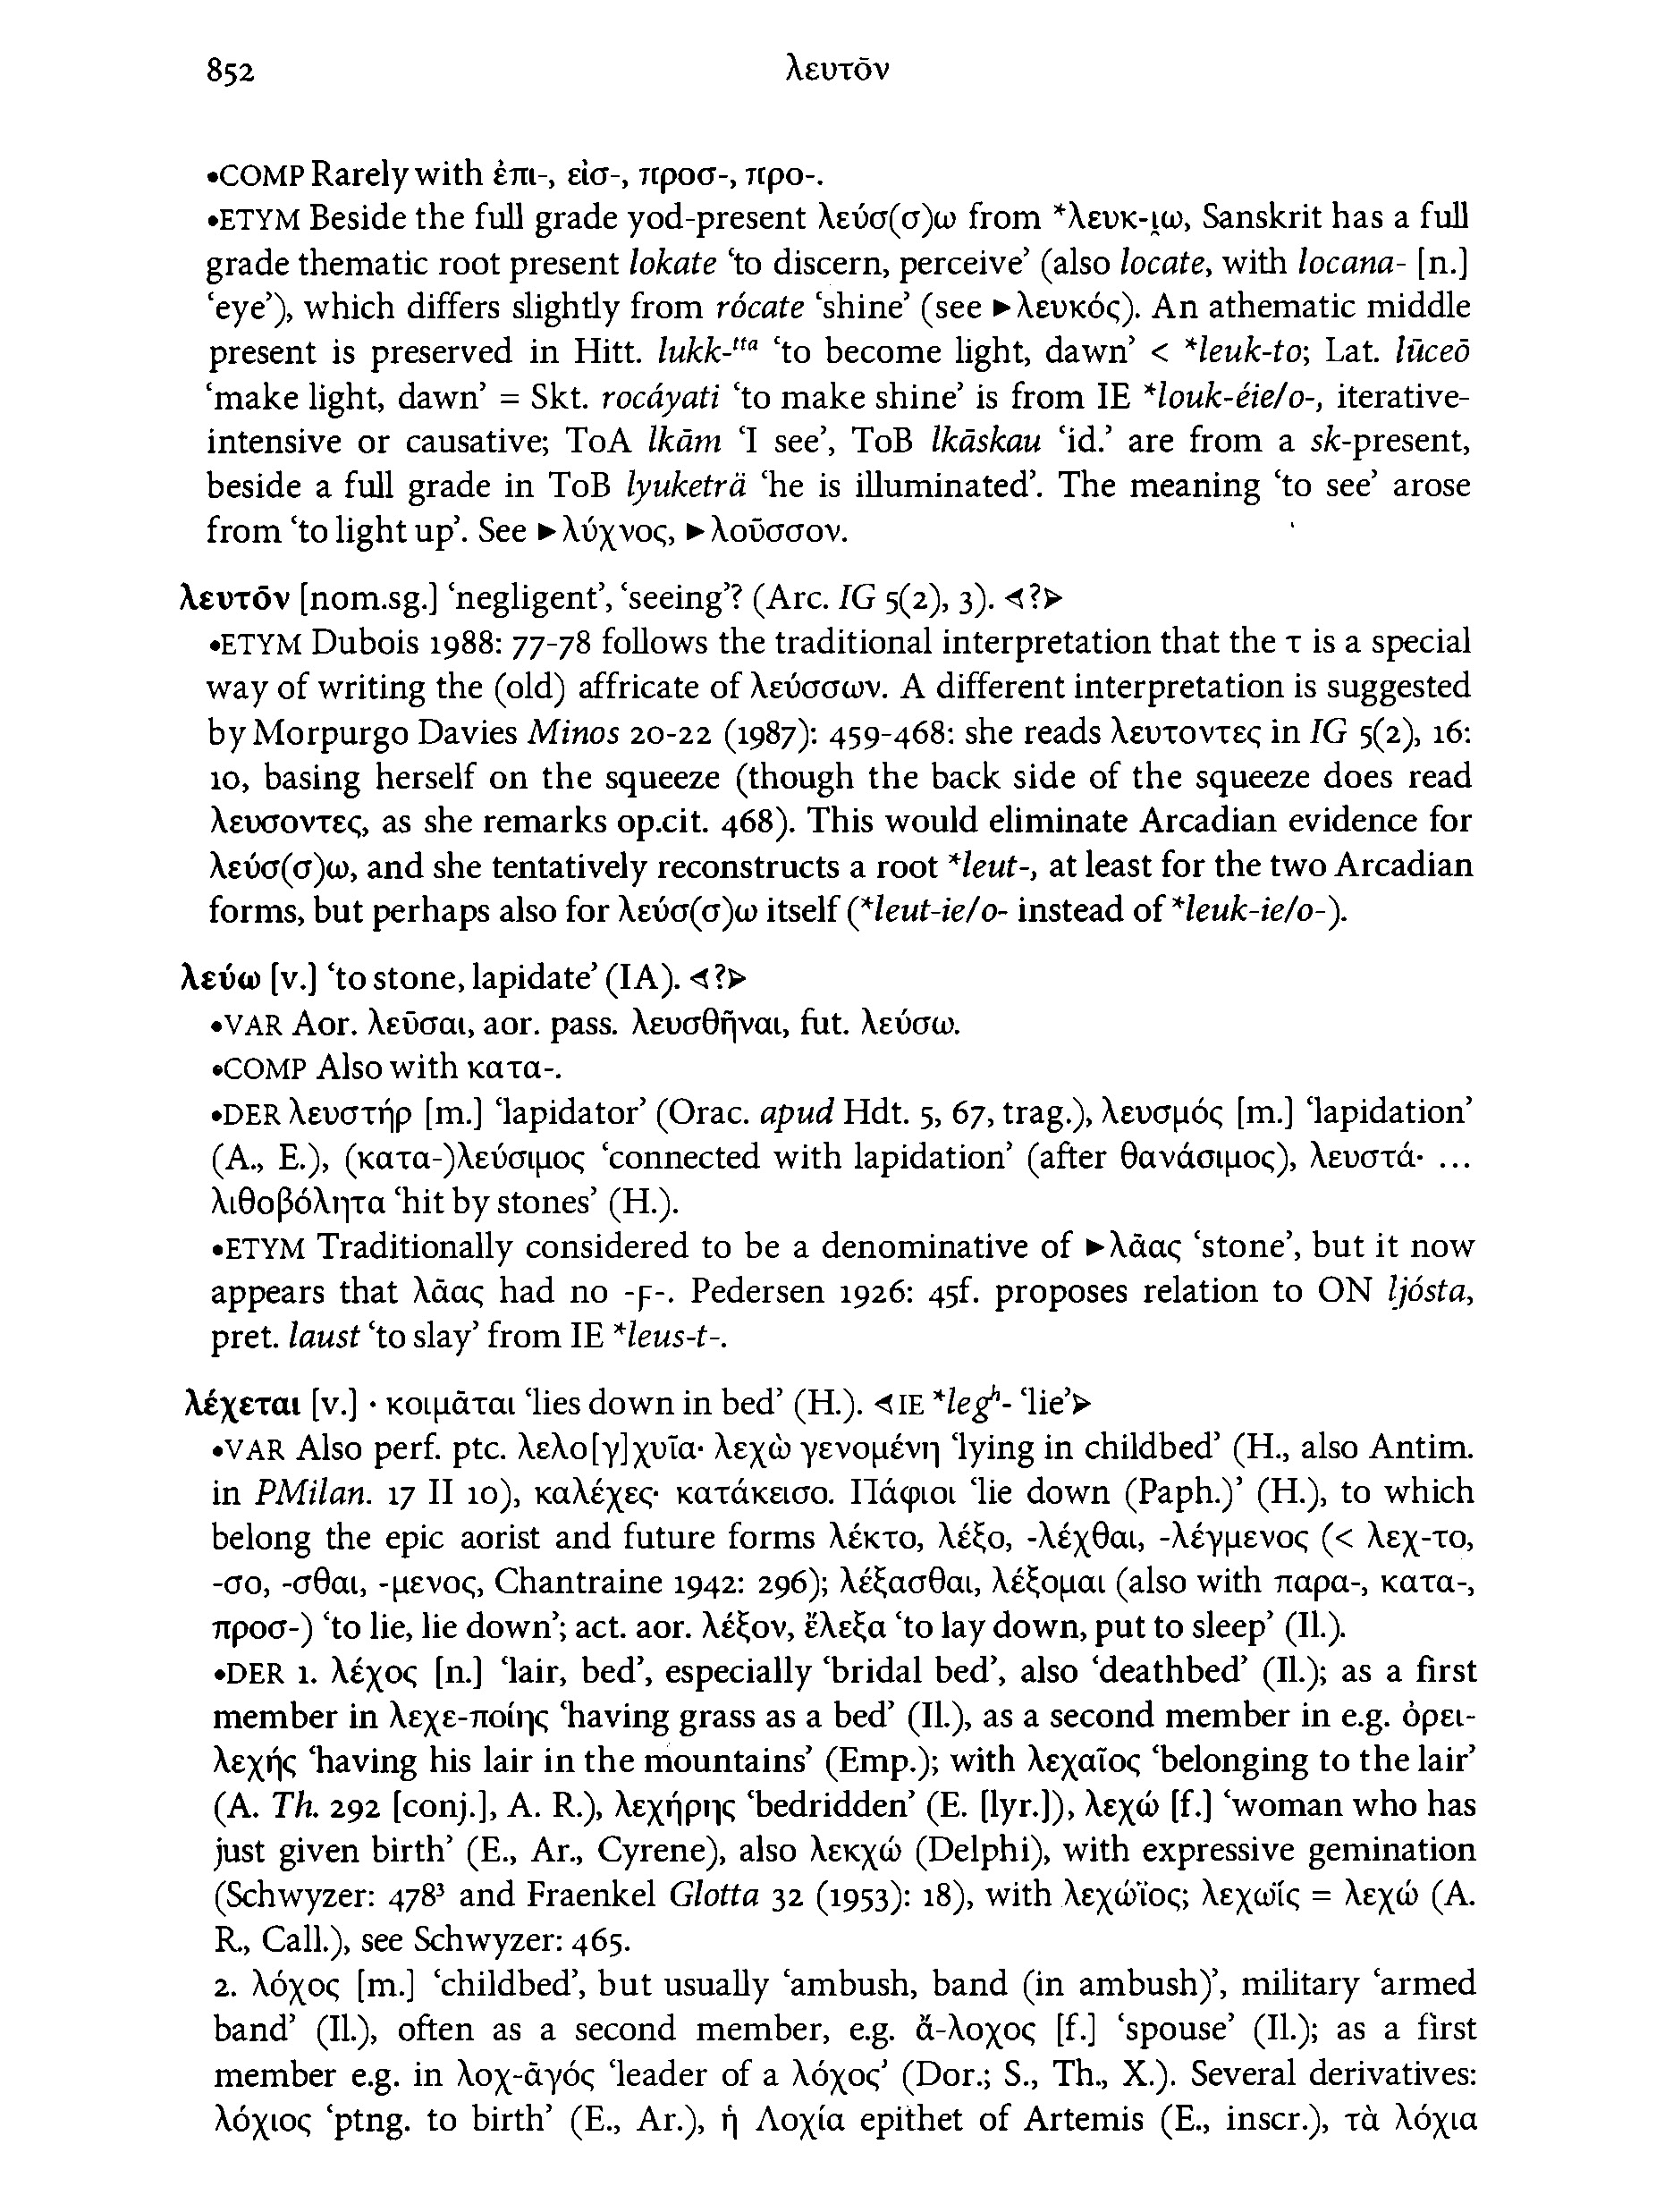 852 λευτο̄ν
•COMP Rarely with ἐπι-, εἰσ-, προσ-, προ-.
•ETYM Beside the full grade yod-present λεύσ(σ)ω from *λευκ-ι̯ω, Sanskrit has a full
grade thematic root present lokate ‘to discern, perceive’ (also locate, with locana- [n.]
‘eye’), which differs slightly from rócate ‘shine’ (see ►λευκός). An athematic middle
present is preserved in Hitt. lukk-ᵗᵗᵃ ‘to become light, dawn’ < *leuk-to; Lat. lūceō
‘make light, dawn’ = Skt. rocáyati ‘to make shine’ is from IE *louk-éie/o-, iterative-
intensive or causative; ToA lkām ‘I see’, ToB lkāskau ‘id.’ are from a sk-present,
beside a full grade in ToB lyuketrä ‘he is illuminated’. The meaning ‘to see’ arose
from ‘to light up’. See ►λύχνος, ►λοῦσσον.
λευτο̄ν [nom.sg.] ‘negligent’, ‘seeing’? (Arc. IG 5(2), 3). ⊲?⊳
•ETYM Dubois 1988: 77-78 follows the traditional interpretation that the τ is a special
way of writing the (old) affricate of λεύσσων. A different interpretation is suggested
by Morpurgo Davies Minos 20-22 (1987): 459-468: she reads λευτοντες in IG 5(2), 16:
10, basing herself on the squeeze (though the back side of the squeeze does read
λευσοντες, as she remarks op.cit. 468). This would eliminate Arcadian evidence for
λεύσ(σ)ω, and she tentatively reconstructs a root *leut-, at least for the two Arcadian
forms, but perhaps also for λεύσ(σ)ω itself (*leut-ie/o- instead of *leuk-ie/o-).
λεύω [v.] ‘to stone, lapidate’ (IA). ⊲?⊳
•VAR Aor. λεῦσαι, aor. pass. λευσθῆναι, fut. λεύσω.
•COMP Also with κατα-.
•DER λευστήρ [m.] ‘lapidator’ (Orac. apud Hdt. 5, 67, trag.), λευσμός [m.] ‘lapidation’
(A., E.), (κατα-)λεύσιμος ‘connected with lapidation’ (after θανάσιμος), λευστά· ...
λιθοβόλητα ‘hit by stones’ (H.).
•ETYM Traditionally considered to be a denominative of ►λᾶας ‘stone’, but it now
appears that λᾶας had no -ϝ-. Pedersen 1926: 45f. proposes relation to ON ljósta,
pret. laust ‘to slay’ from IE *leus-t-.
λέχεται [v.] · κοιμᾶται ‘lies down in bed’ (H.). ⊲IE *legʰ- ‘lie’⊳
•VAR Also perf. ptc. λελο[γ]χυῖα· λεχὼ γενομένη ‘lying in childbed’ (H., also Antim.
in PMilan. 17 II 10), καλέχες· κατάκεισο. Πάφιοι ‘lie down (Paph.)’ (H.), to which
belong the epic aorist and future forms λέκτο, λέξο, -λέχθαι, -λέγμενος (< λεχ-το,
-σο, -σθαι, -μενος, Chantraine 1942: 296); λέξασθαι, λέξομαι (also with παρα-, κατα-,
προσ-) ‘to lie, lie down’; act. aor. λέξον, ἔλεξα ‘to lay down, put to sleep’ (Il.).
•DER 1. λέχος [n.] ‘lair, bed’, especially ‘bridal bed’, also ‘deathbed’ (Il.); as a first
member in λεχε-ποίης ‘having grass as a bed’ (Il.), as a second member in e.g. ὀρει-
λεχής ‘having his lair in the mountains’ (Emp.); with λεχαῖος ‘belonging to the lair’
(A. Th. 292 [conj.], A. R.), λεχήρης ‘bedridden’ (E. [lyr.]), λεχώ [f.] ‘woman who has
just given birth’ (E., Ar., Cyrene), also λεκχώ (Delphi), with expressive gemination
(Schwyzer: 478³ and Fraenkel Glotta 32 (1953): 18), with λεχώϊος; λεχωΐς = λεχώ (A.
R., Call.), see Schwyzer: 465.
2. λόχος [m.] ‘childbed’, but usually ‘ambush, band (in ambush)’, military ‘armed
band’ (Il.), often as a second member, e.g. ἄ-λοχος [f.] ‘spouse’ (Il.); as a first
member e.g. in λοχ-ᾱγός ‘leader of a λόχος’ (Dor.; S., Th., X.). Several derivatives:
λόχιος ‘ptng. to birth’ (E., Ar.), ἡ Λοχία epithet of Artemis (E., inscr.), τὰ λόχια